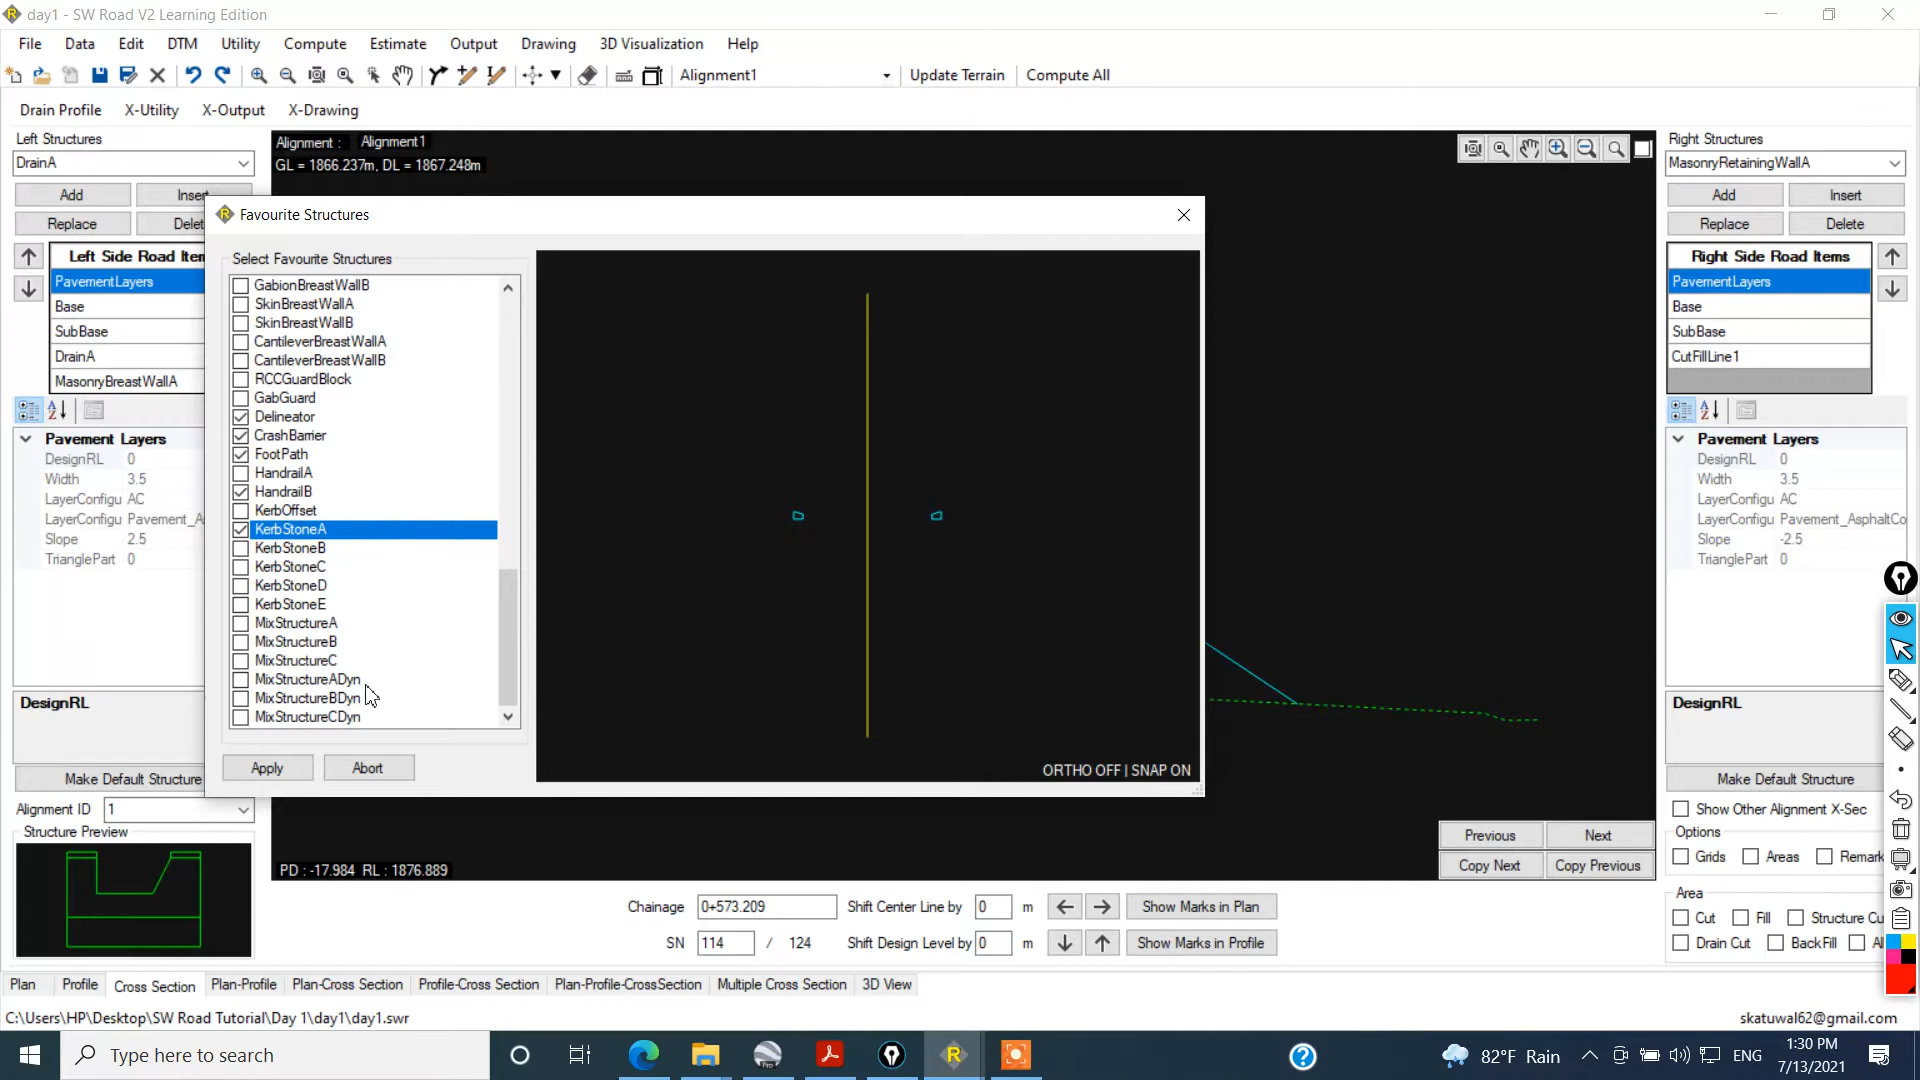 day1 - SW Road V2 Learning Edition
File Data Edit DTM Utility Compute Estimate Output Drawing 3D Visualization Help
Alignment1 Update Terrain Compute All
Drain Profile X-Utility X-Output X-Drawing
Left Structures
DrainA
Add Insert
Replace Delet
Left Side Road Item
PavementLayers
Base
SubBase
DrainA
MasonryBreastWallA
Pavement Layers
DesignRL 0
Width 3.5
LayerConfigu AC
LayerConfigu Pavement_A
Slope 2.5
TrianglePart 0
DesignRL
Make Default Structure
Alignment ID 1
Structure Preview
Alignment : Alignment1
GL = 1866.237m, DL = 1867.248m
Favourite Structures
Select Favourite Structures
GabionBreastWallB
SkinBreastWallA
SkinBreastWallB
CantileverBreastWallA
CantileverBreastWallB
RCCGuardBlock
GabGuard
Delineator
CrashBarrier
FootPath
HandrailA
HandrailB
KerbOffset
KerbStoneA
KerbStoneB
KerbStoneC
KerbStoneD
KerbStoneE
MixStructureA
MixStructureB
MixStructureC
MixStructureADyn
MixStructureBDyn
MixStructureCDyn
Apply Abort
ORTHO OFF | SNAP ON
PD : -17.984 RL : 1876.889
Previous Next
Copy Next Copy Previous
Right Structures
MasonryRetainingWallA
Add Insert
Replace Delete
Right Side Road Items
PavementLayers
Base
SubBase
CutFillLine1
Pavement Layers
DesignRL 0
Width 3.5
LayerConfigu AC
LayerConfigu Pavement_AsphaltCo
Slope -2.5
TrianglePart 0
DesignRL
Make Default Structure
Show Other Alignment X-Sec
Options
Grids Areas Remark
Area
Cut Fill Structure Cu
Drain Cut BackFill Al
Chainage 0+573.209 Shift Center Line by 0 m Show Marks in Plan
SN 114 / 124 Shift Design Level by 0 m Show Marks in Profile
Plan Profile Cross Section Plan-Profile Plan-Cross Section Profile-Cross Section Plan-Profile-CrossSection Multiple Cross Section 3D View
C:\Users\HP\Desktop\SW Road Tutorial\Day 1\day1\day1.swr
skatuwal62@gmail.com
Type here to search
82°F Rain
ENG
1:30 PM
7/13/2021